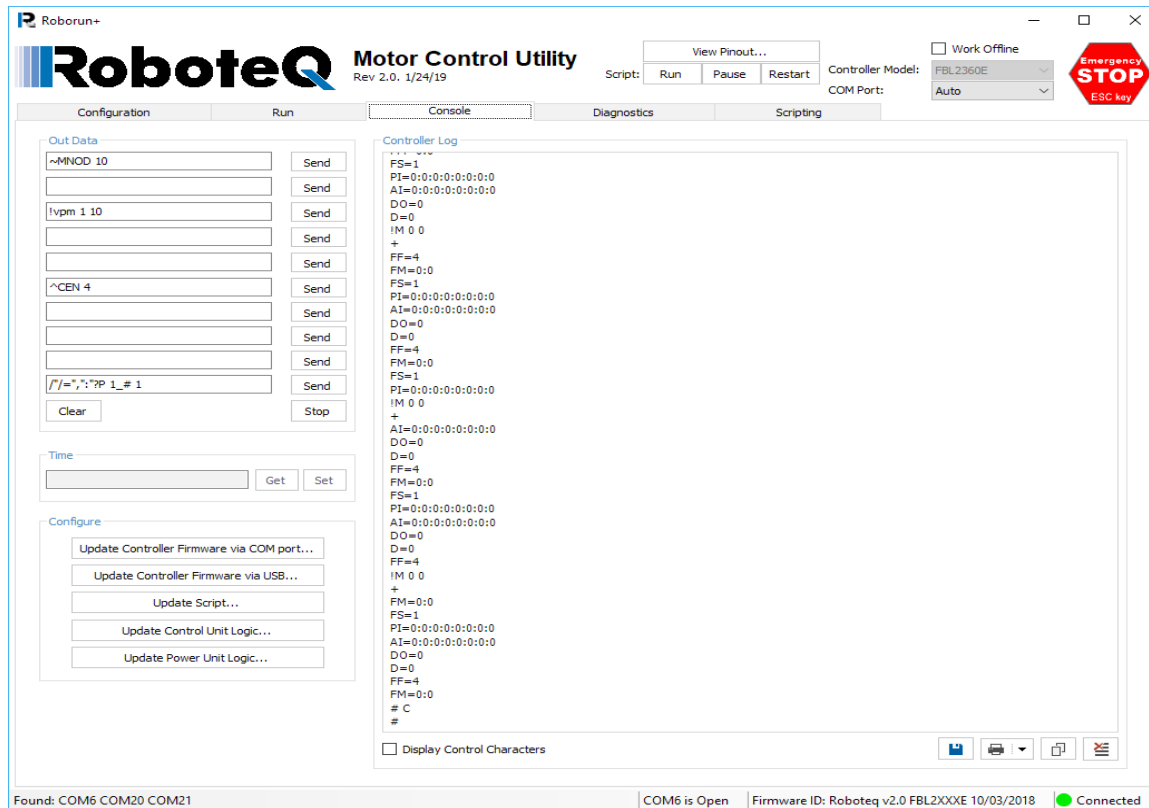 Roborun+
RoboteQ
Motor Control Utility
Rev 2.0. 1/24/19
View Pinout...
Script: Run Pause Restart
Work Offline
Controller Model: FBL2360E
COM Port: Auto
Emergency
STOP
ESC key
Configuration Run Console Diagnostics Scripting
Out Data
~MNOD 10 Send
Send
!vpm 1 10 Send
Send
Send
^CEN 4 Send
Send
Send
Send
/"/=",":"?P 1_# 1 Send
Clear Stop
Time
Get Set
Configure
Update Controller Firmware via COM port...
Update Controller Firmware via USB...
Update Script...
Update Control Unit Logic...
Update Power Unit Logic...
Controller Log
FS=1
PI=0:0:0:0:0:0:0:0
AI=0:0:0:0:0:0:0:0
DO=0
D=0
!M 0 0
+
FF=4
FM=0:0
FS=1
PI=0:0:0:0:0:0:0:0
AI=0:0:0:0:0:0:0:0
DO=0
D=0
FF=4
FM=0:0
FS=1
PI=0:0:0:0:0:0:0:0
!M 0 0
+
AI=0:0:0:0:0:0:0:0
DO=0
D=0
FF=4
FM=0:0
FS=1
PI=0:0:0:0:0:0:0:0
AI=0:0:0:0:0:0:0:0
DO=0
D=0
FF=4
!M 0 0
+
FM=0:0
FS=1
PI=0:0:0:0:0:0:0:0
AI=0:0:0:0:0:0:0:0
DO=0
D=0
FF=4
FM=0:0
# C
#
Display Control Characters
Found: COM6 COM20 COM21
COM6 is Open
Firmware ID: Roboteq v2.0 FBL2XXXE 10/03/2018
Connected